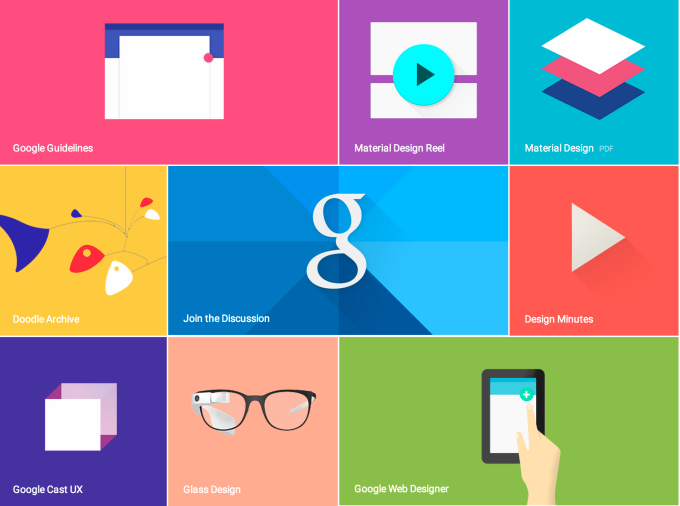 Google Guidelines
Material Design Reel
Material Design PDF
g
Doodle Archive
Join the Discussion
Design Minutes
Google Cast UX
Glass Design
Google Web Designer